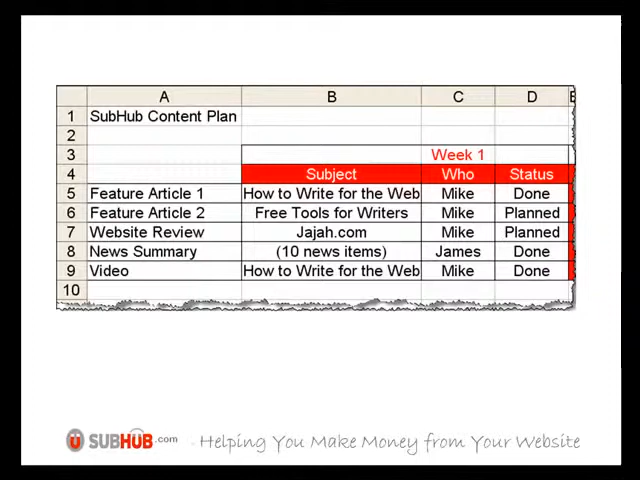 A B C D E
1 SubHub Content Plan
2
3 Week 1
4 Subject Who Status
5 Feature Article 1 How to Write for the Web Mike Done
6 Feature Article 2 Free Tools for Writers Mike Planned
7 Website Review Jajah.com Mike Planned
8 News Summary (10 news items) James Done
9 Video How to Write for the Web Mike Done
10
SUBHUB.com - Helping You Make Money from Your Website